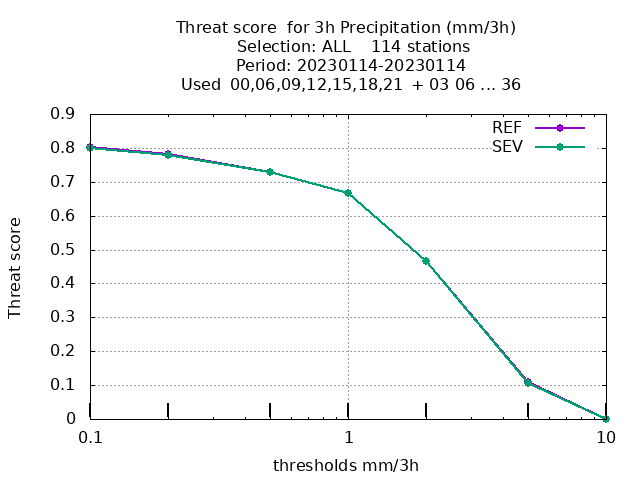 Threat score  for 3h Precipitation (mm/3h)
Selection: ALL    114 stations
Period: 20230114-20230114
Used  00,06,09,12,15,18,21  + 03 06 ... 36
REF
SEV
0.9
0.8
0.7
0.6
0.5
0.4
0.3
0.2
0.1
0
Threat score
0.1 1 10
thresholds mm/3h